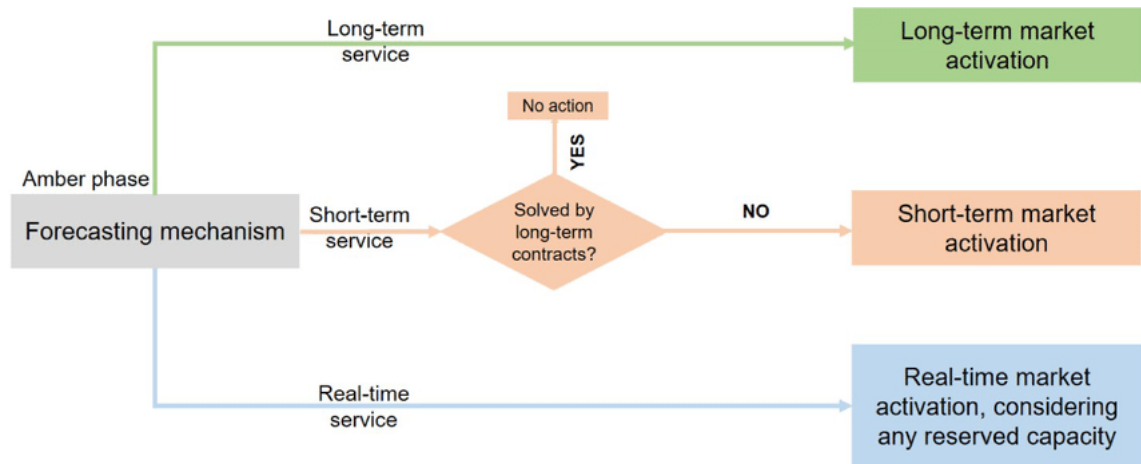 Long-term
service
Long-term market
activation
No action
YES
Amber phase
Forecasting mechanism
Short-term
service
Solved by
long-term
contracts?
NO
Short-term market
activation
Real-time
service
Real-time market
activation, considering
any reserved capacity